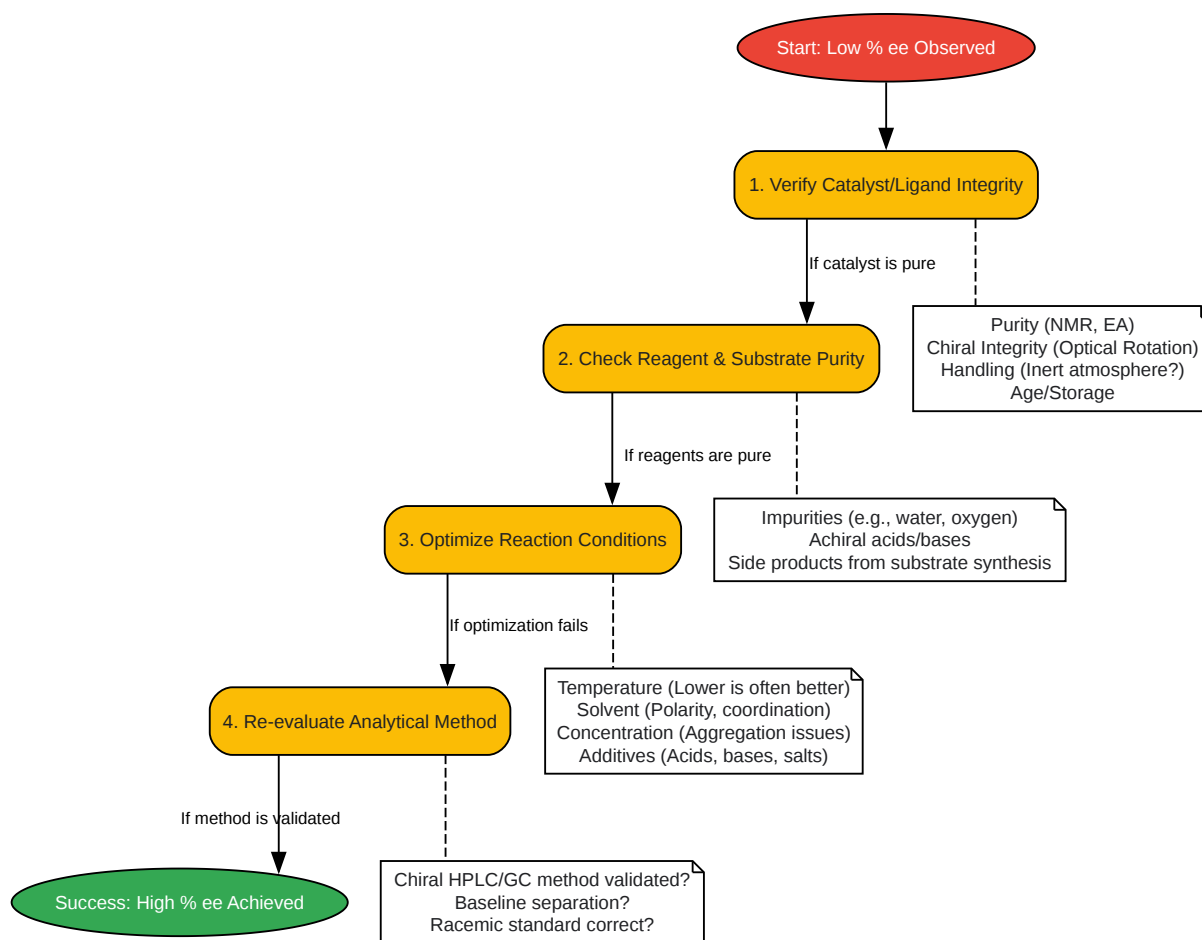 Start: Low % ee Observed
1. Verify Catalyst/Ligand Integrity
If catalyst is pure
Purity (NMR, EA)
Chiral Integrity (Optical Rotation)
Handling (Inert atmosphere?)
Age/Storage
2. Check Reagent & Substrate Purity
If reagents are pure
Impurities (e.g., water, oxygen)
Achiral acids/bases
Side products from substrate synthesis
3. Optimize Reaction Conditions
If optimization fails
Temperature (Lower is often better)
Solvent (Polarity, coordination)
Concentration (Aggregation issues)
Additives (Acids, bases, salts)
4. Re-evaluate Analytical Method
If method is validated
Chiral HPLC/GC method validated?
Baseline separation?
Racemic standard correct?
Success: High % ee Achieved